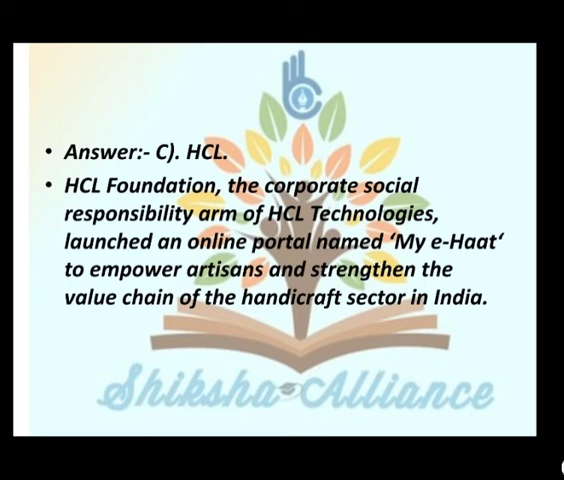 • Answer:- C). HCL.
• HCL Foundation, the corporate social
responsibility arm of HCL Technologies,
launched an online portal named ‘My e-Haat‘
to empower artisans and strengthen the
value chain of the handicraft sector in India.
Shiksha Alliance